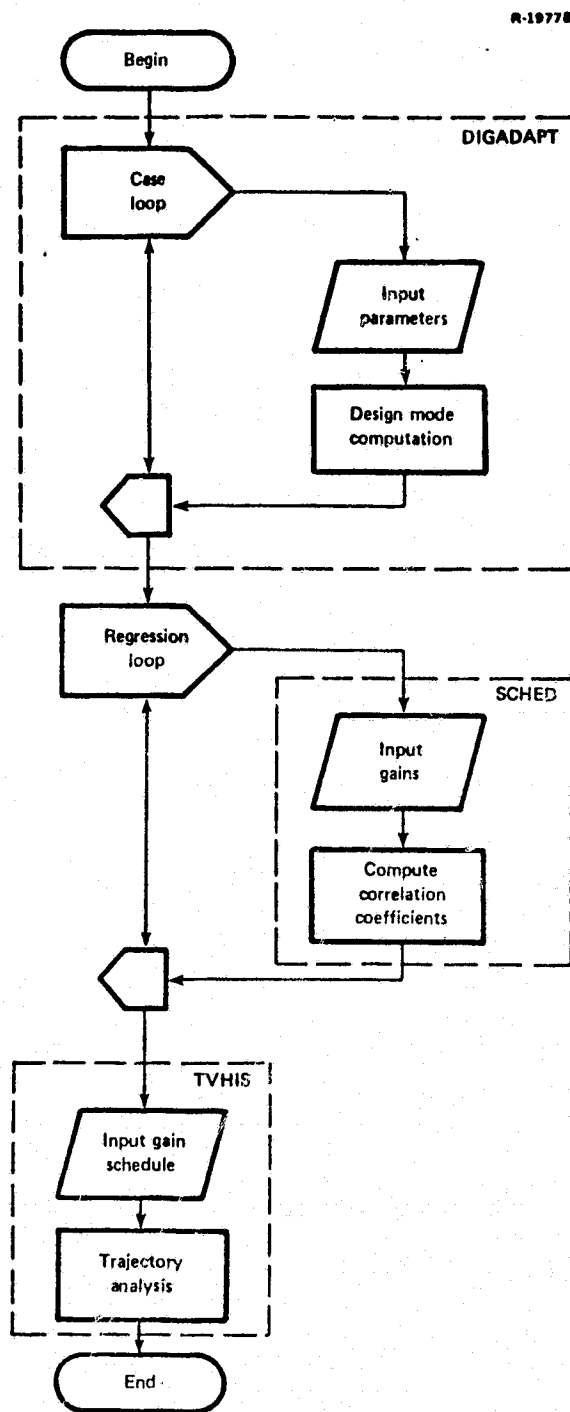 R-19778
Begin
DIGADAPT
Case
loop
Input
parameters
Design mode
computation
Regression
loop
SCHED
Input
gains
Compute
correlation
coefficients
TVHIS
Input gain
schedule
Trajectory
analysis
End